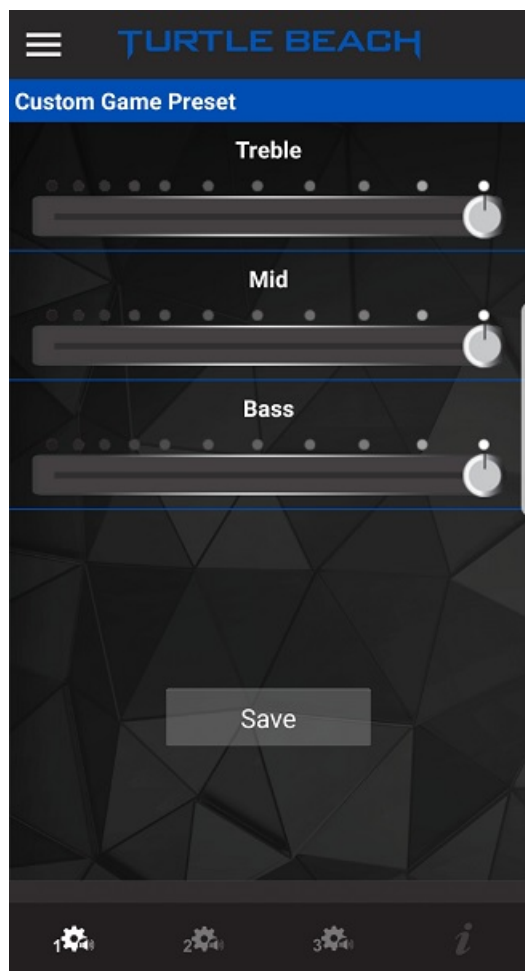 TURTLE BEACH
Custom Game Preset
Treble
Mid
Bass
Save
1
2
3
i